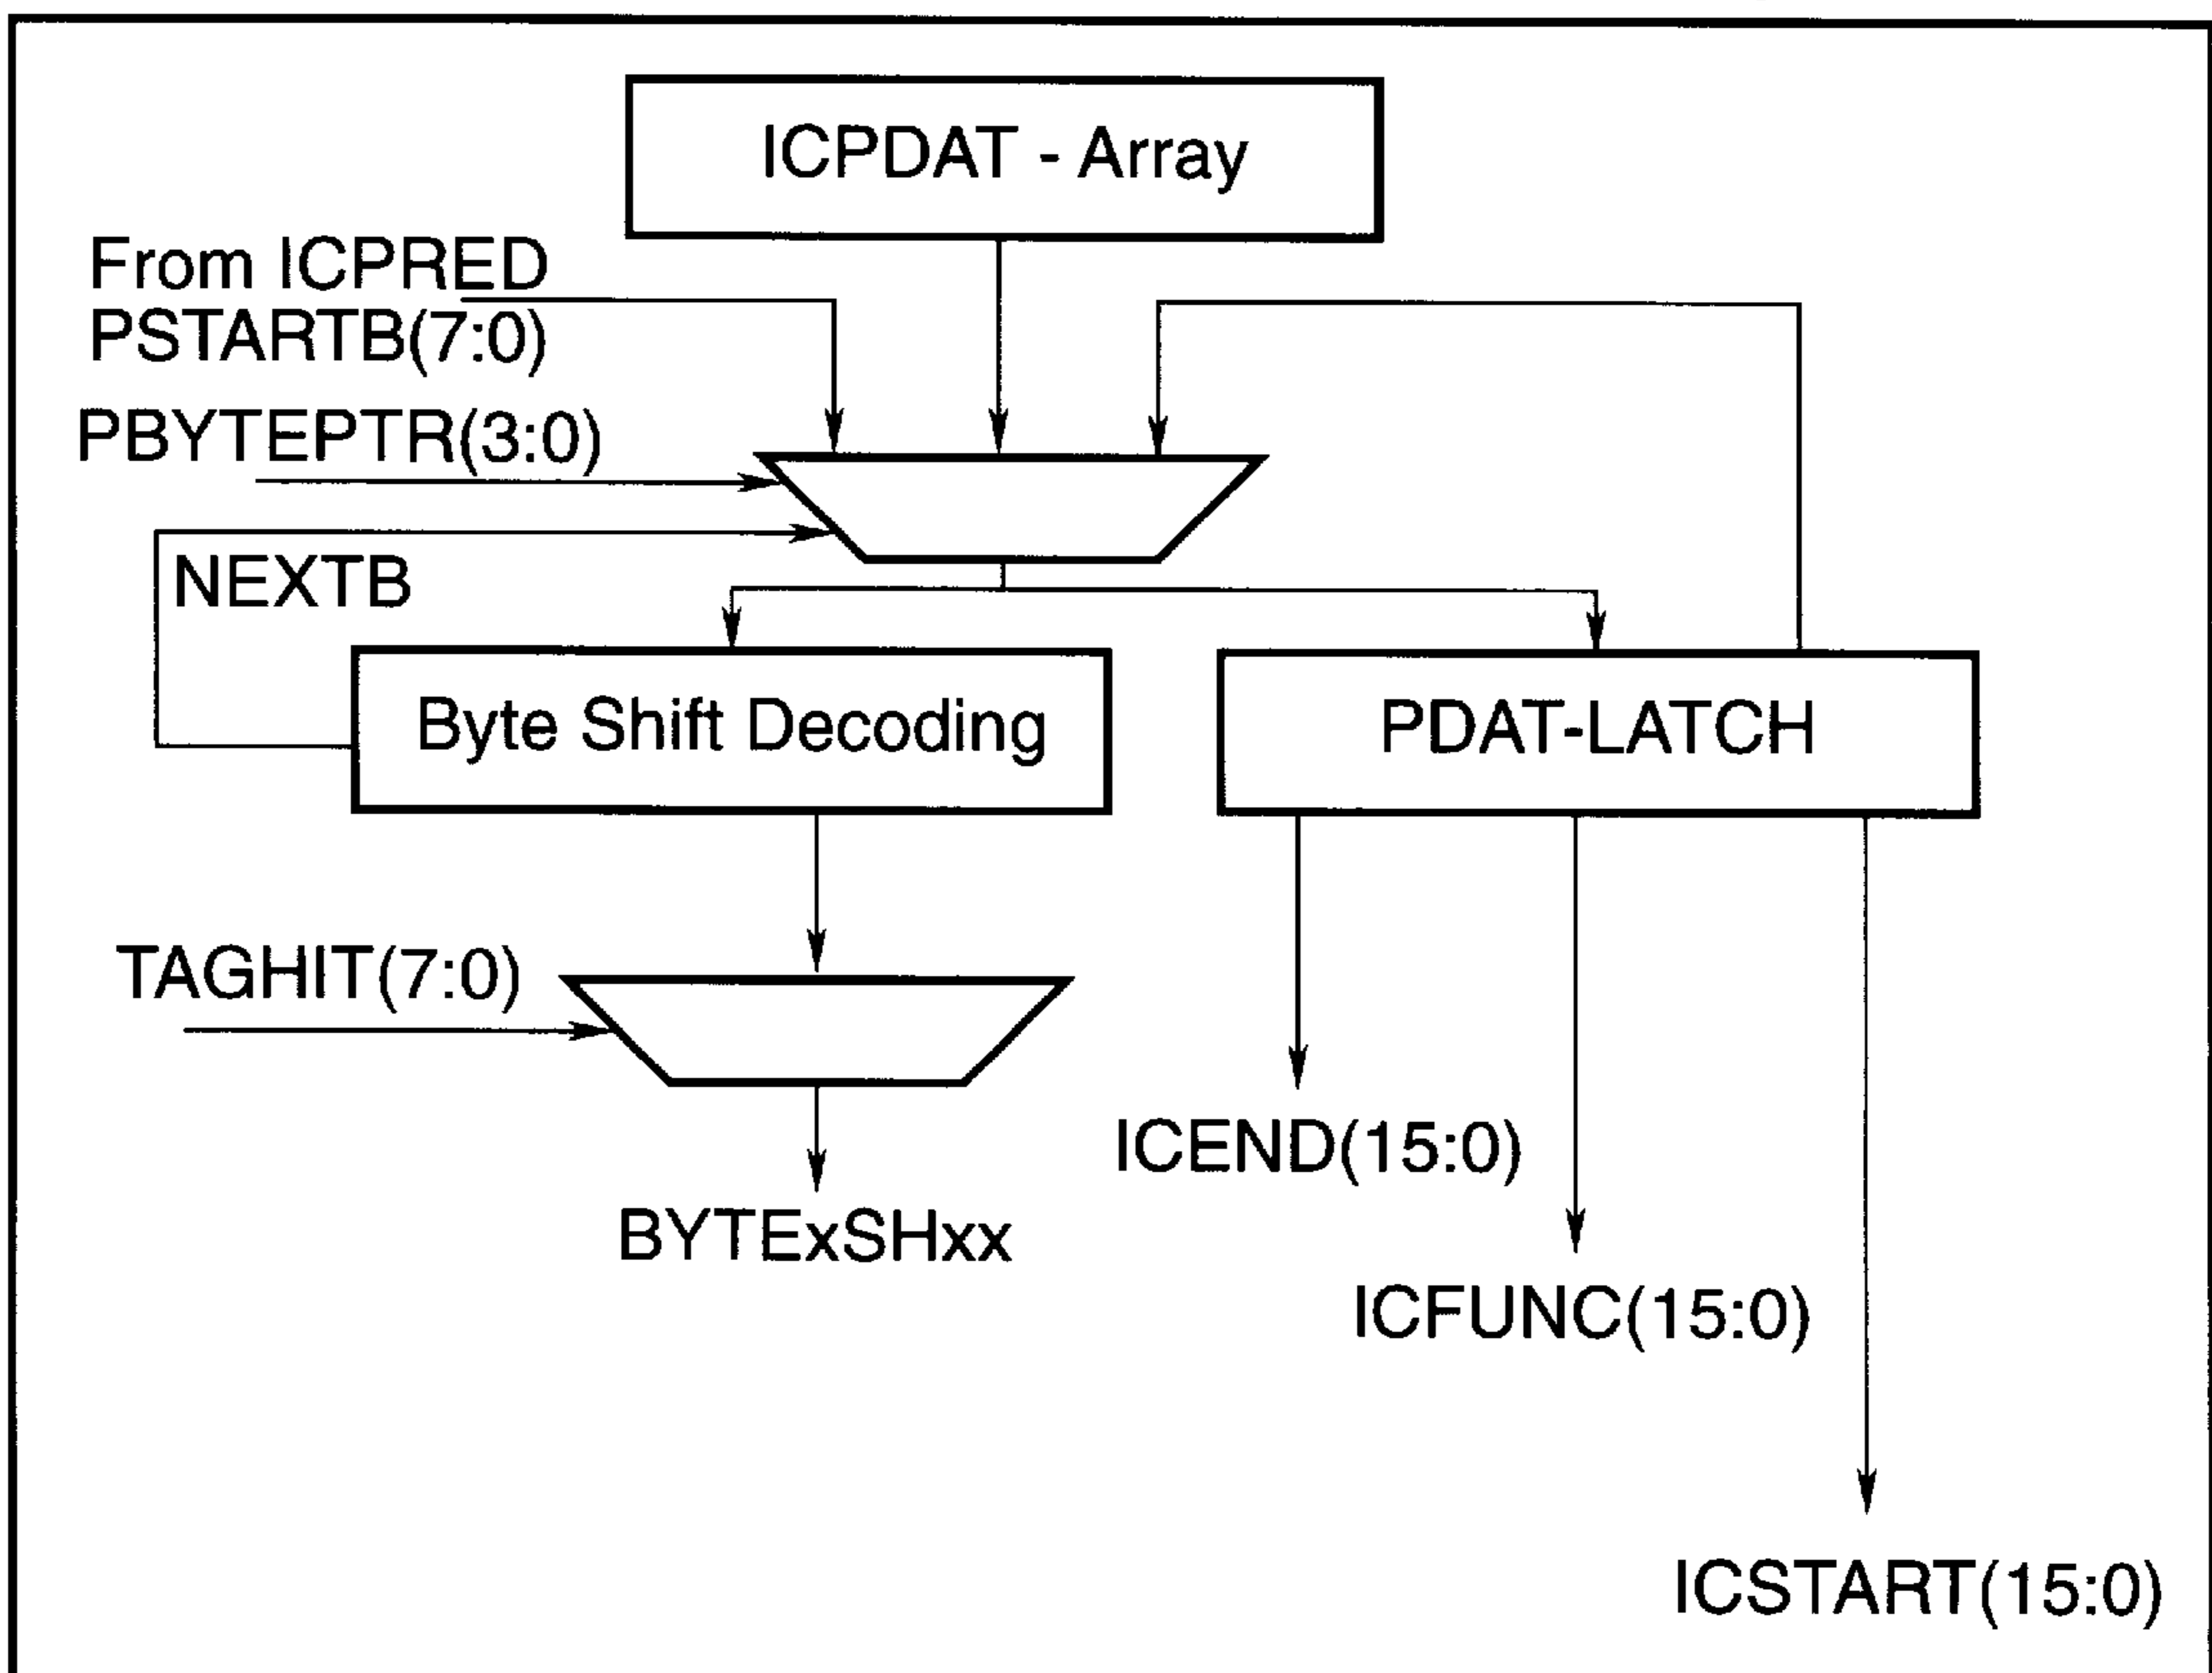 ICPDAT - Array
From ICPRED
PSTARTB(7:0)
PBYTEPTR(3:0)
NEXTB
Byte Shift Decoding
PDAT-LATCH
TAGHIT(7:0)
ICEND(15:0)
BYTExSHxx
ICFUNC(15:0)
ICSTART(15:0)